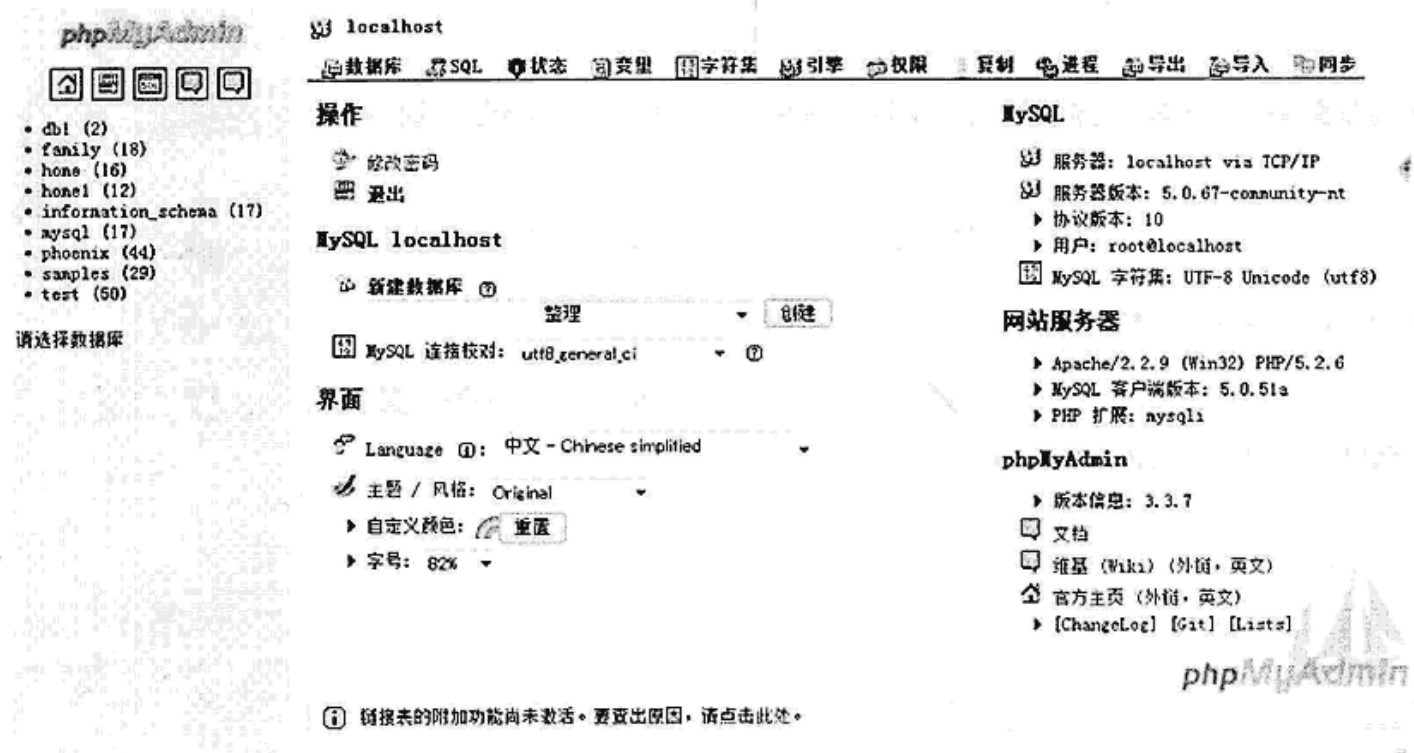 phpMyAdmin
db1 (2)
family (18)
home (16)
home1 (12)
information_schema (17)
mysql (17)
phoenix (44)
samples (29)
test (50)
请选择数据库
localhost
数据库 SQL 状态 变量 字符集 引擎 权限 复制 进程 导出 导入 同步
操作
修改密码
退出
MySQL localhost
新建数据库
整理 创建
MySQL 连接校对: utf8_general_ci
界面
Language : 中文 - Chinese simplified
主题 / 风格: Original
自定义颜色: 重置
字号: 82%
MySQL
服务器: localhost via TCP/IP
服务器版本: 5.0.67-community-nt
协议版本: 10
用户: root@localhost
MySQL 字符集: UTF-8 Unicode (utf8)
网站服务器
Apache/2.2.9 (Win32) PHP/5.2.6
MySQL 客户端版本: 5.0.51a
PHP 扩展: mysqli
phpMyAdmin
版本信息: 3.3.7
文档
维基 (Wiki) (外链，英文)
官方主页 (外链，英文)
[ChangeLog] [Git] [Lists]
phpMyAdmin
链接表的附加功能尚未激活。要查出原因，请点击此处。